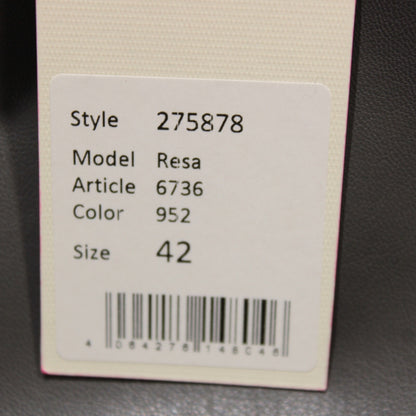 Style 275878
Model Resa
Article 6736
Color 952
Size 42
4 084278 148048